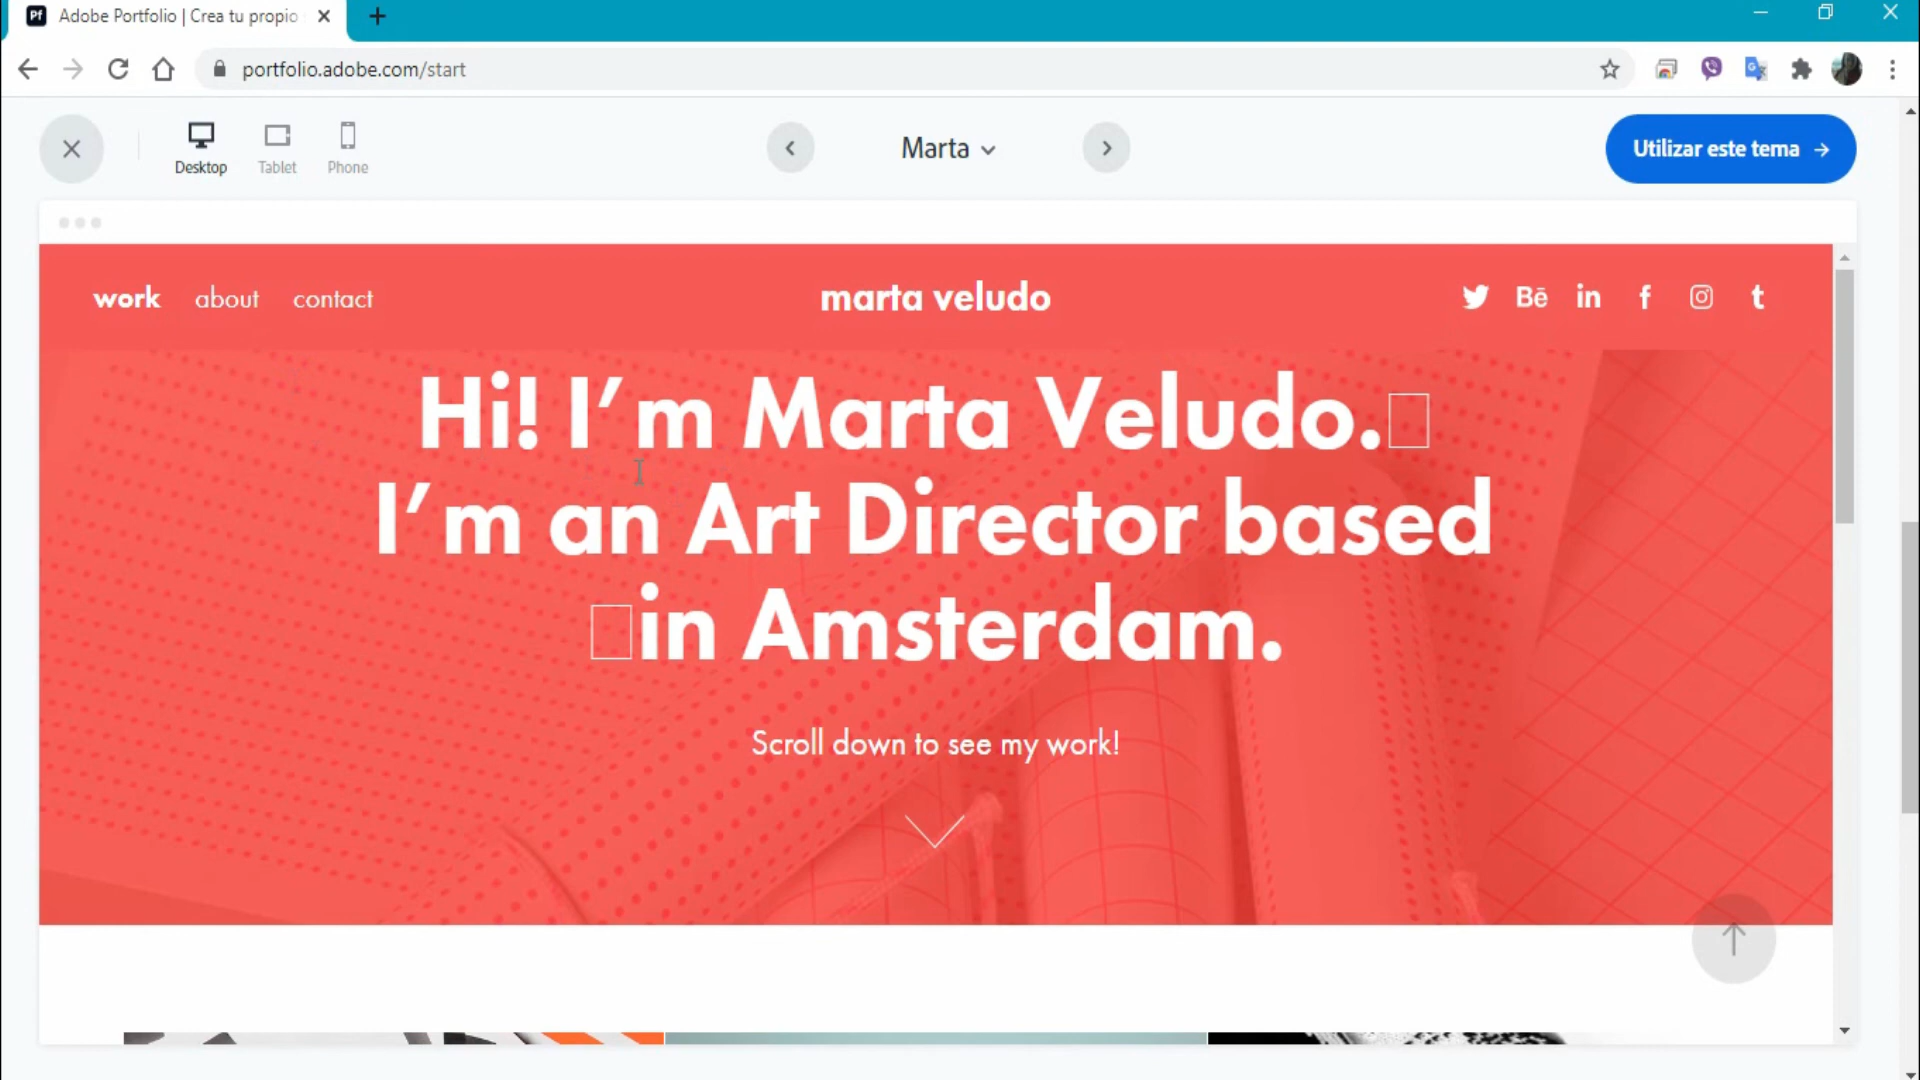 Pf Adobe Portfolio | Crea tu propio
portfolio.adobe.com/start
Desktop
Tablet
Phone
Marta
Utilizar este tema →
work about contact
marta veludo
Bē in f t
Hi! I’m Marta Veludo.
I’m an Art Director based
in Amsterdam.
Scroll down to see my work!